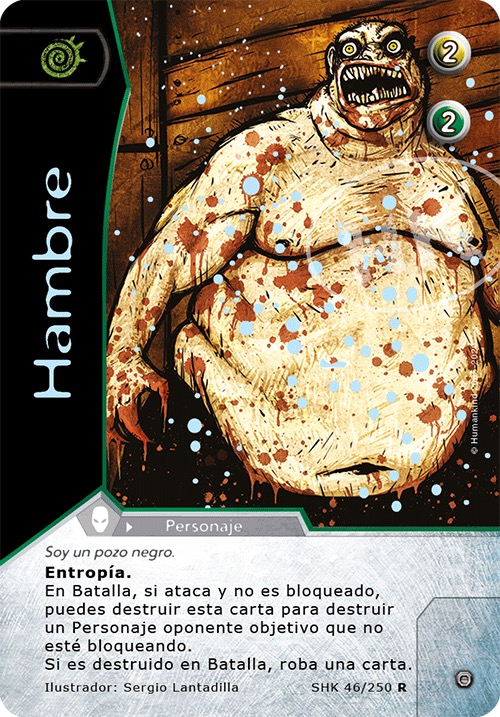 2
2
Hambre
Personaje
Soy un pozo negro.
Entropía.
En Batalla, si ataca y no es bloqueado,
puedes destruir esta carta para destruir
un Personaje oponente objetivo que no
esté bloqueando.
Si es destruido en Batalla, roba una carta.
Ilustrador: Sergio Lantadilla
SHK 46/250 R